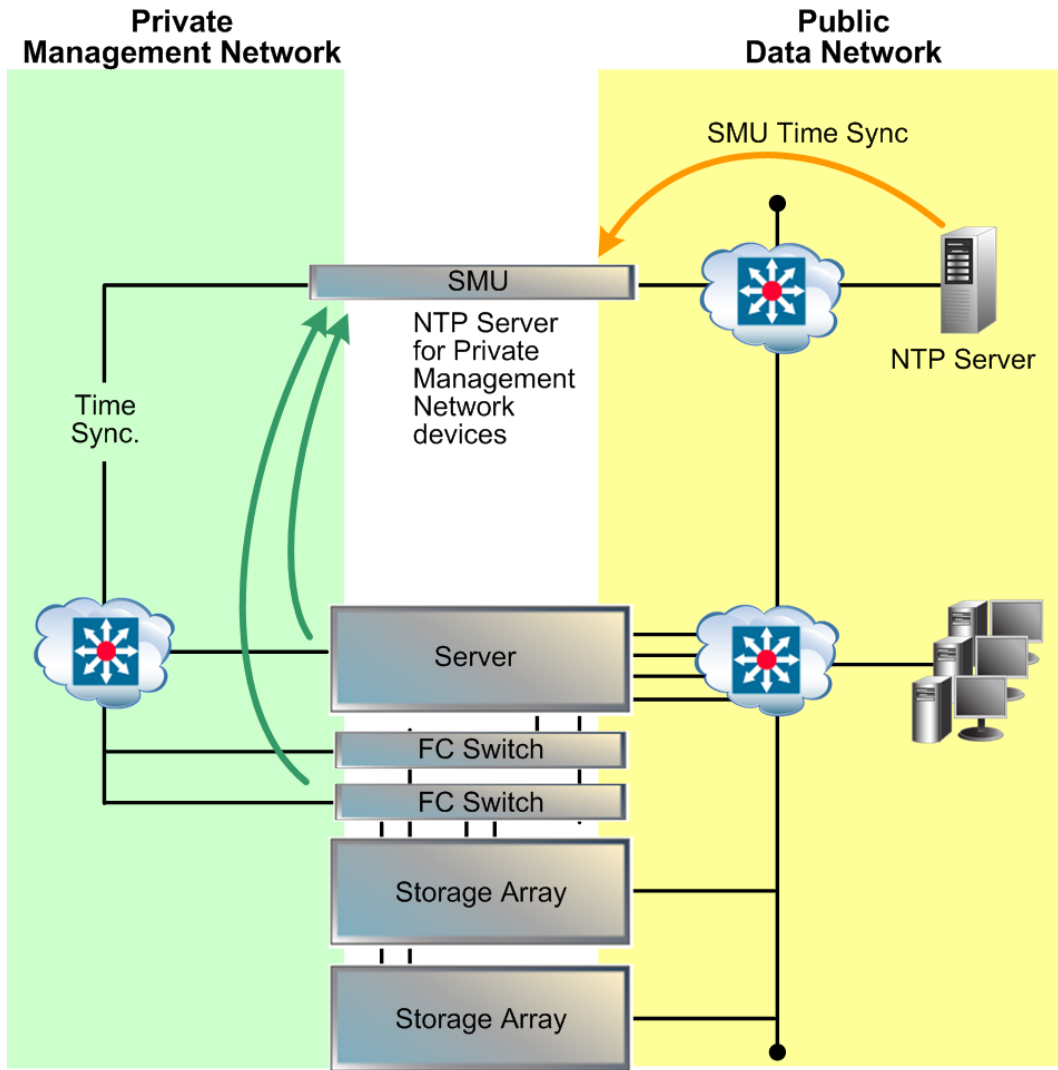 Private
Management Network
Public
Data Network
SMU Time Sync
SMU
NTP Server
for Private
Management
Network
devices
NTP Server
Time
Sync.
Server
FC Switch
FC Switch
Storage Array
Storage Array